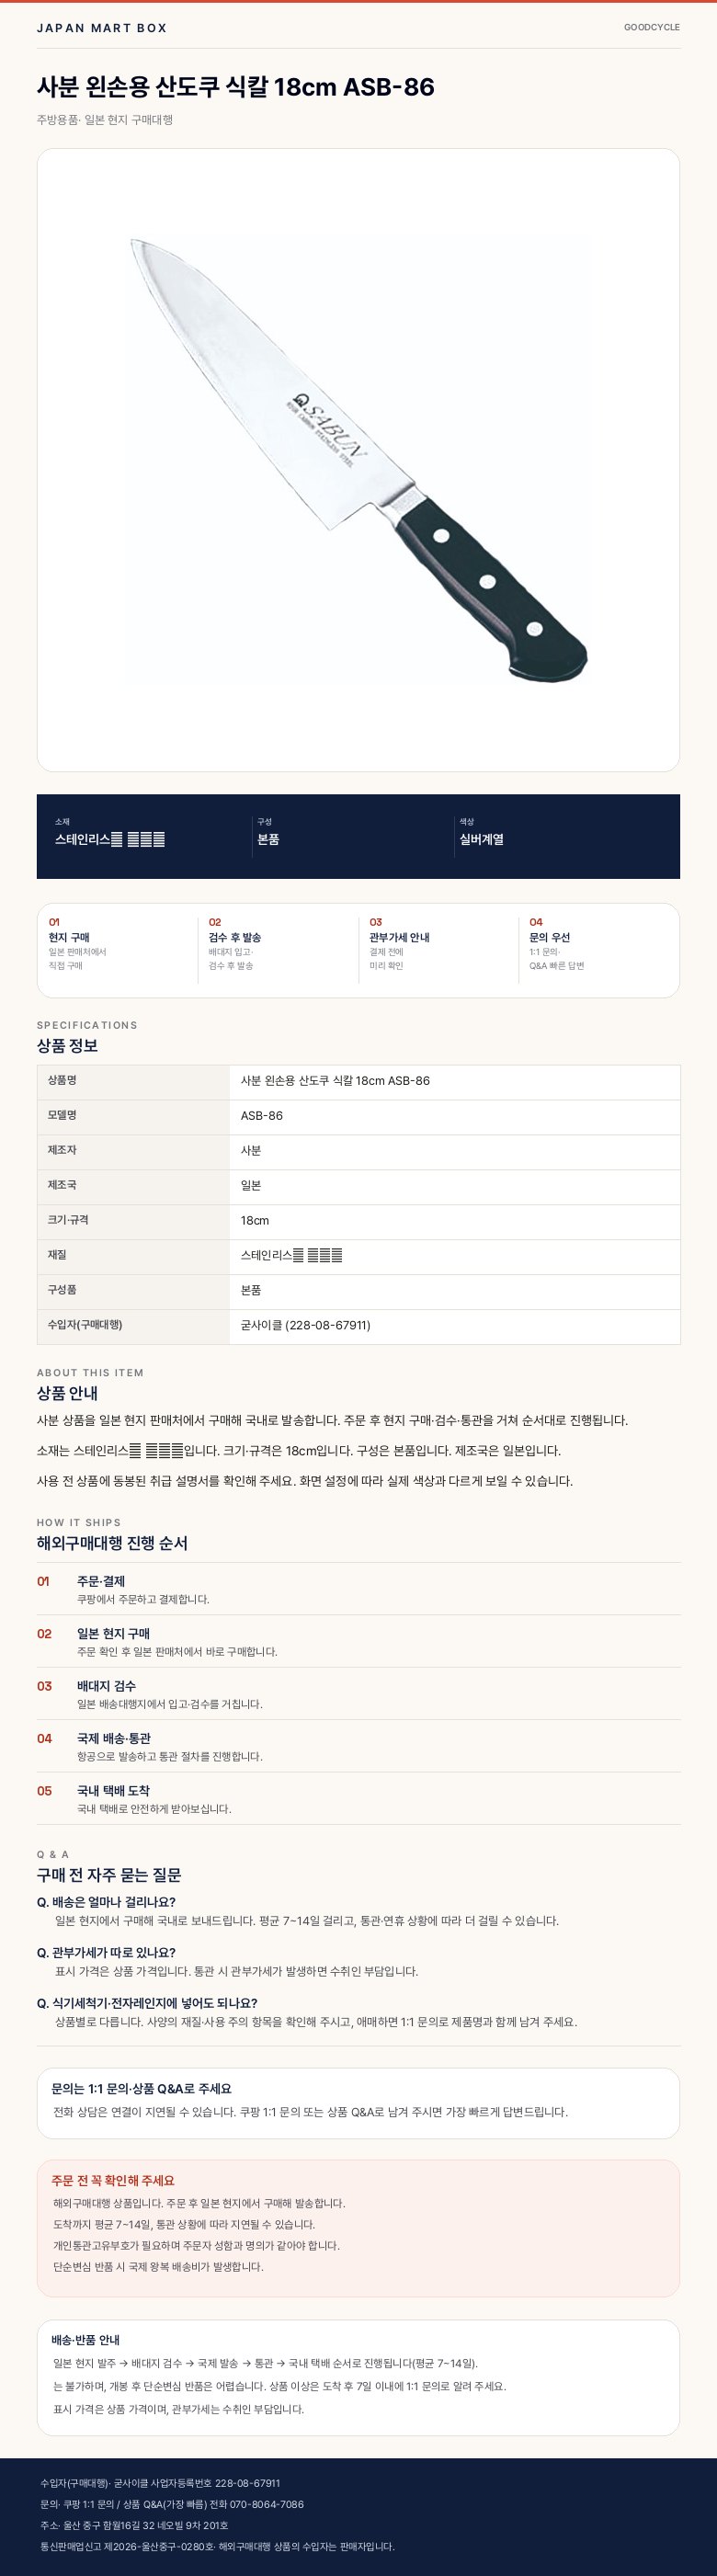 JAPAN MART BOX
GOODCYCLE
사분 왼손용 산도쿠 식칼 18cm ASB-86
주방용품· 일본 현지 구매대행
SABUN
HIGH CARBON STAINLESS STEEL
소재
스테인리스
구성
본품
색상
실버계열
01
현지 구매
일본 판매처에서
직접 구매
02
검수 후 발송
배대지 입고·
검수 후 발송
03
관부가세 안내
결제 전에
미리 확인
04
문의 우선
1:1 문의·
Q&A 빠른 답변
SPECIFICATIONS
상품 정보
상품명 사분 왼손용 산도쿠 식칼 18cm ASB-86
모델명 ASB-86
제조자 사분
제조국 일본
크기·규격 18cm
재질 스테인리스
구성품 본품
수입자(구매대행) 굳사이클 (228-08-67911)
ABOUT THIS ITEM
상품 안내
사분 상품을 일본 현지 판매처에서 구매해 국내로 발송합니다. 주문 후 현지 구매·검수·통관을 거쳐 순서대로 진행됩니다.
소재는 스테인리스 입니다. 크기·규격은 18cm입니다. 구성은 본품입니다. 제조국은 일본입니다.
사용 전 상품에 동봉된 취급 설명서를 확인해 주세요. 화면 설정에 따라 실제 색상과 다르게 보일 수 있습니다.
HOW IT SHIPS
해외구매대행 진행 순서
01 주문·결제
쿠팡에서 주문하고 결제합니다.
02 일본 현지 구매
주문 확인 후 일본 판매처에서 바로 구매합니다.
03 배대지 검수
일본 배송대행지에서 입고·검수를 거칩니다.
04 국제 배송·통관
항공으로 발송하고 통관 절차를 진행합니다.
05 국내 택배 도착
국내 택배로 안전하게 받아보십니다.
Q & A
구매 전 자주 묻는 질문
Q. 배송은 얼마나 걸리나요?
일본 현지에서 구매해 국내로 보내드립니다. 평균 7~14일 걸리고, 통관·연휴 상황에 따라 더 걸릴 수 있습니다.
Q. 관부가세가 따로 있나요?
표시 가격은 상품 가격입니다. 통관 시 관부가세가 발생하면 수취인 부담입니다.
Q. 식기세척기·전자레인지에 넣어도 되나요?
상품별로 다릅니다. 사양의 재질·사용 주의 항목을 확인해 주시고, 애매하면 1:1 문의로 제품명과 함께 남겨 주세요.
문의는 1:1 문의·상품 Q&A로 주세요
전화 상담은 연결이 지연될 수 있습니다. 쿠팡 1:1 문의 또는 상품 Q&A로 남겨 주시면 가장 빠르게 답변드립니다.
주문 전 꼭 확인해 주세요
해외구매대행 상품입니다. 주문 후 일본 현지에서 구매해 발송합니다.
도착까지 평균 7~14일, 통관 상황에 따라 지연될 수 있습니다.
개인통관고유부호가 필요하며 주문자 성함과 명의가 같아야 합니다.
단순변심 반품 시 국제 왕복 배송비가 발생합니다.
배송·반품 안내
일본 현지 발주 → 배대지 검수 → 국제 발송 → 통관 → 국내 택배 순서로 진행됩니다(평균 7~14일).
는 불가하며, 개봉 후 단순변심 반품은 어렵습니다. 상품 이상은 도착 후 7일 이내에 1:1 문의로 알려 주세요.
표시 가격은 상품 가격이며, 관부가세는 수취인 부담입니다.
수입자(구매대행)· 굳사이클 사업자등록번호 228-08-67911
문의· 쿠팡 1:1 문의 / 상품 Q&A(가장 빠름) 전화 070-8064-7086
주소· 울산 중구 함월16길 32 네오빌 9차 201호
통신판매업신고 제2026-울산중구-0280호· 해외구매대행 상품의 수입자는 판매자입니다.